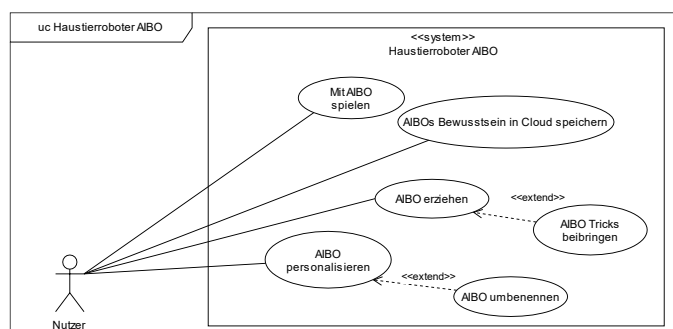 uc Haustierroboter AIBO
<<system>>
Haustierroboter AIBO
Mit AIBO
spielen
AIBOs Bewusstsein in Cloud speichern
AIBO erziehen
<<extend>>
AIBO Tricks
beibringen
AIBO
personalisieren
<<extend>>
AIBO umbenennen
Nutzer